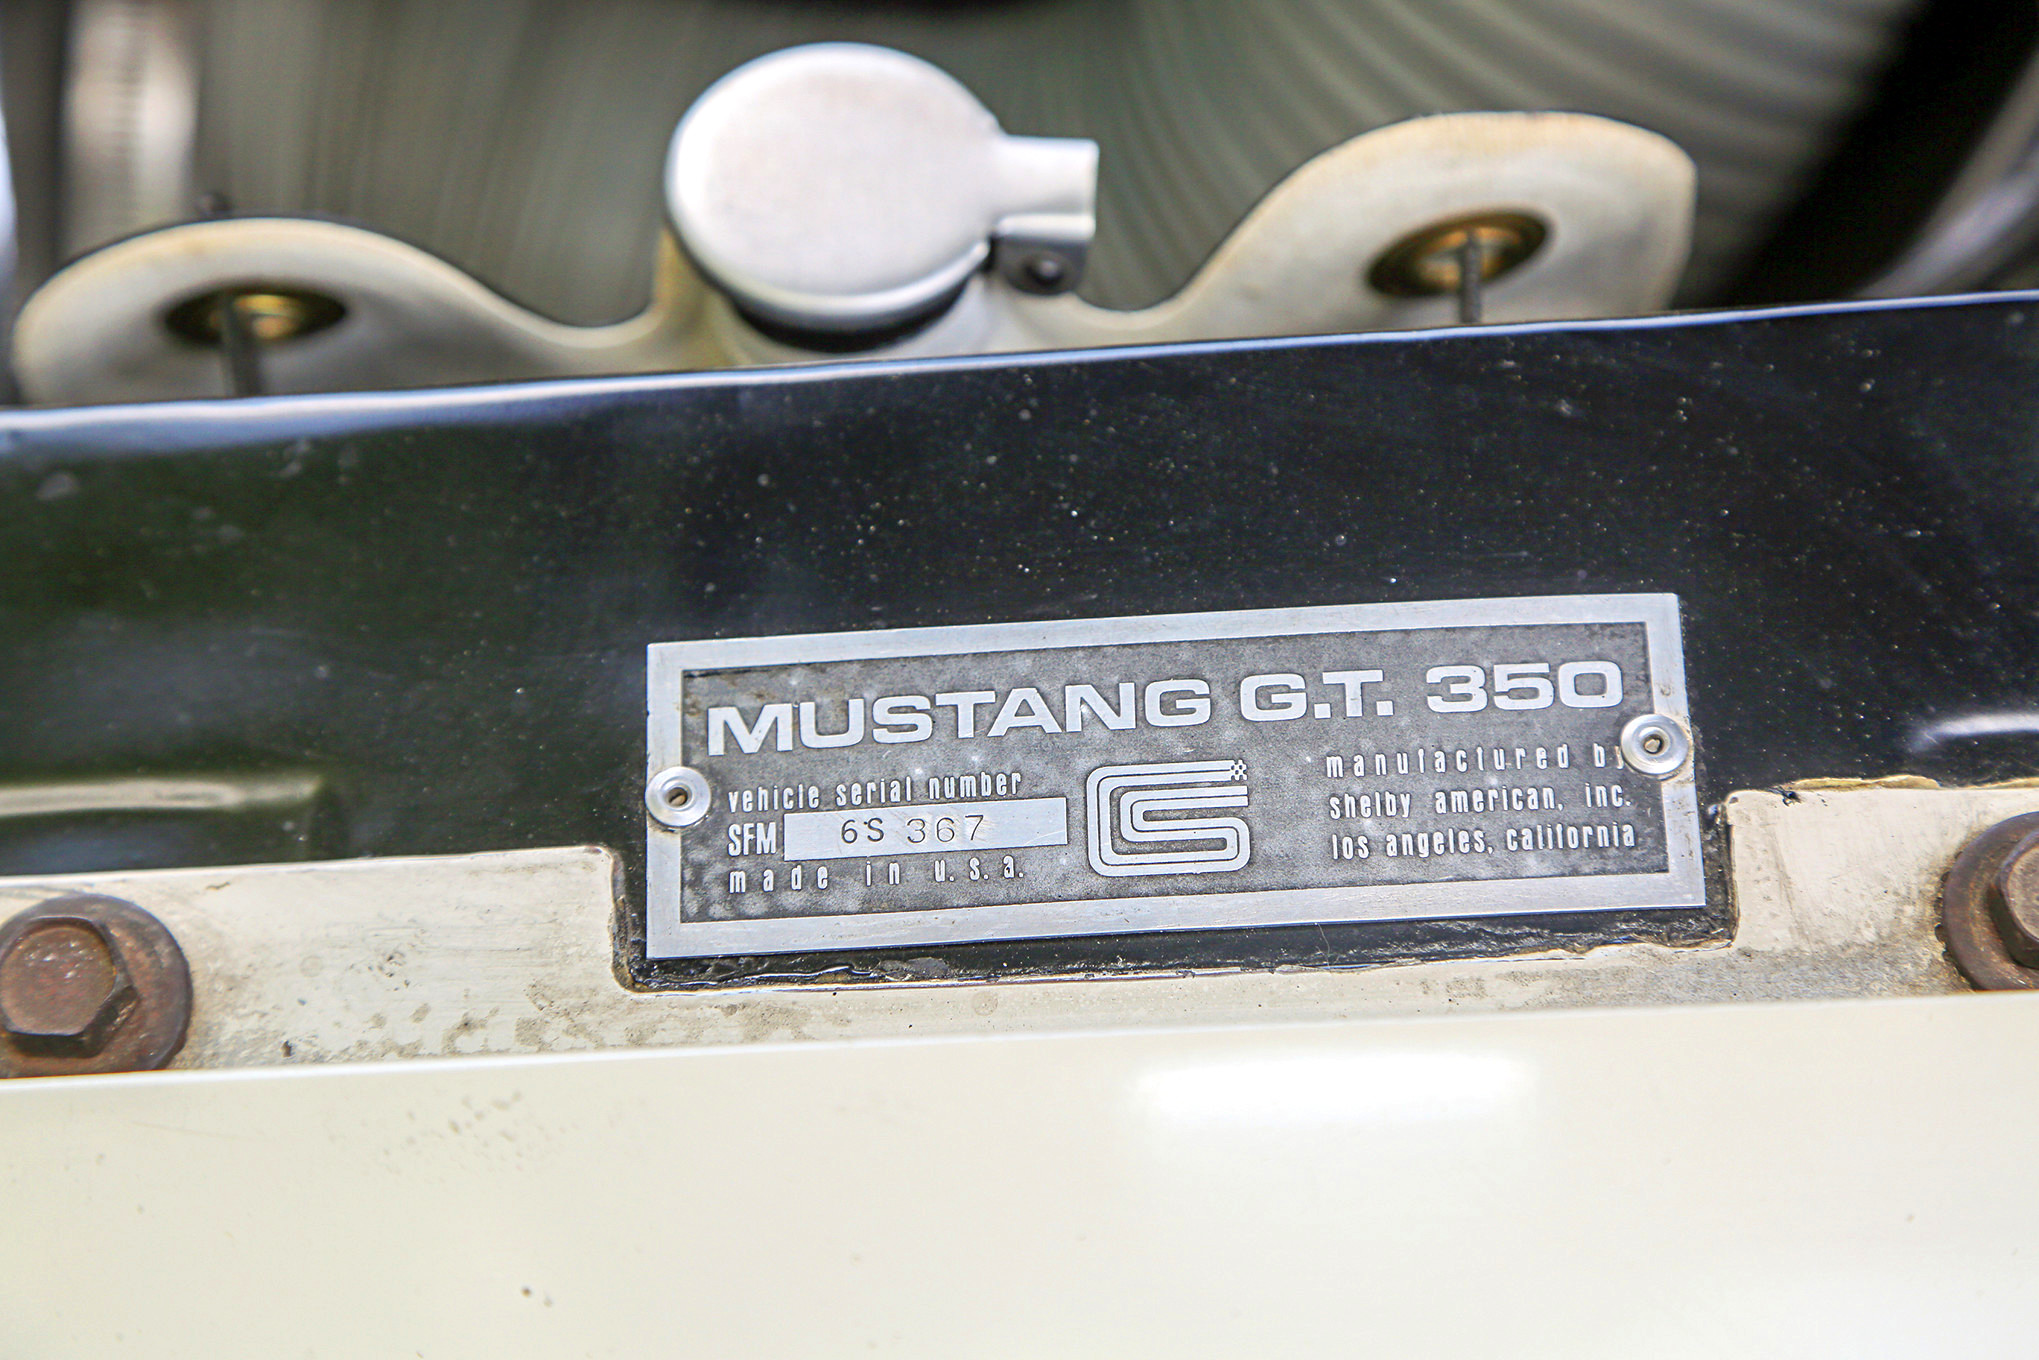 MUSTANG G.T. 350
vehicle serial number
SFM 6S 367
made in u.s.a.
manufactured by
shelby american, inc.
los angeles, california